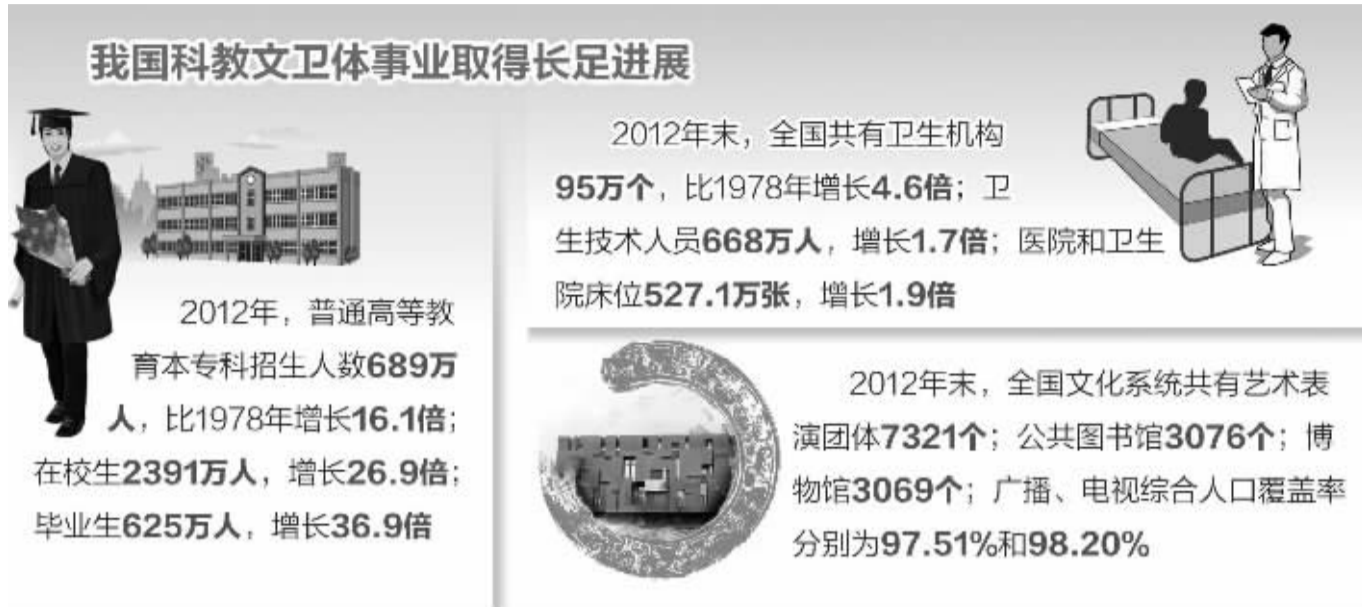 我国科教文卫体事业取得长足进展
2012年，普通高等教
育本专科招生人数689万
人，比1978年增长16.1倍；
在校生2391万人，增长26.9倍；
毕业生625万人，增长36.9倍
2012年末，全国共有卫生机构
95万个，比1978年增长4.6倍；卫
生技术人员668万人，增长1.7倍；医院和卫生
院床位527.1万张，增长1.9倍
2012年末，全国文化系统共有艺术表
演团体7321个；公共图书馆3076个；博
物馆3069个；广播、电视综合人口覆盖率
分别为97.51%和98.20%